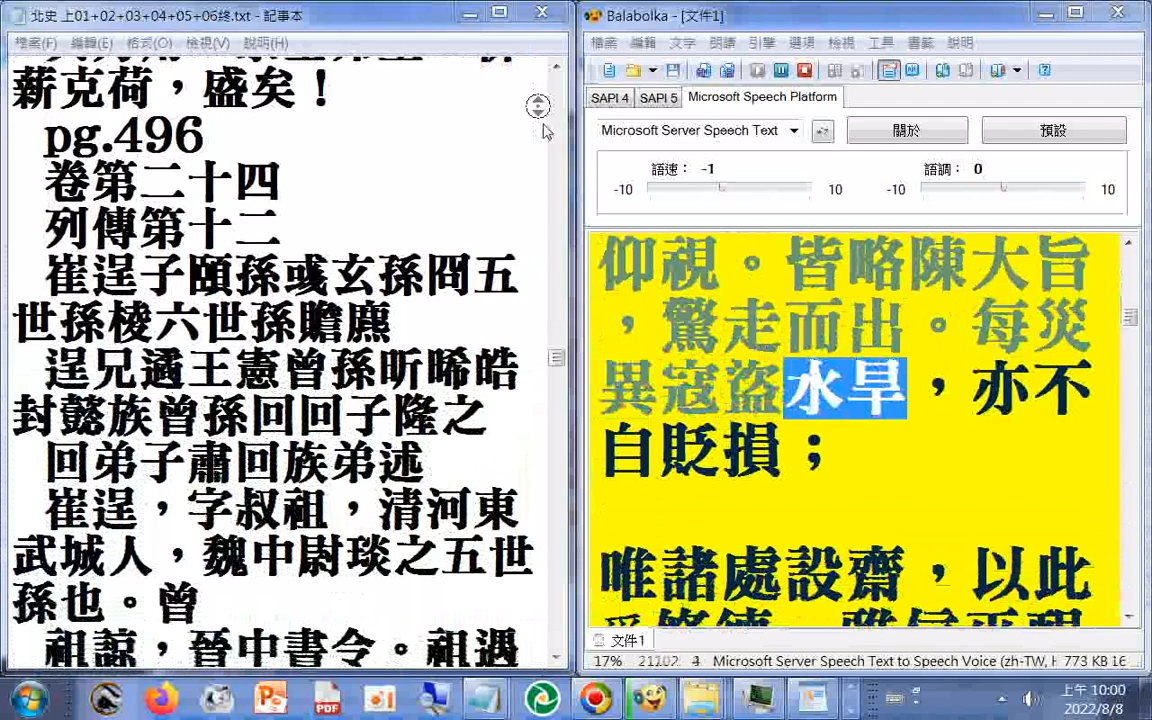 北史 上01+02+03+04+05+06終.txt - 記事本
檔案(F) 編輯(E) 格式(O) 檢視(V) 說明(H)
薪克荷，盛矣！
pg.496
卷第二十四
列傳第十二
崔逞子頤孫彧玄孫冏五
世孫㥄六世孫贍麃
逞兄遹王憲曾孫昕晞皓
封懿族曾孫回回子隆之
回弟子肅回族弟述
崔逞，字叔祖，清河東
武城人，魏中尉琰之五世
孫也。曾
祖諒，晉中書令。祖遇
Balabolka - [文件1]
檔案 編輯 文字 朗讀 引擎 選項 檢視 工具 書籤 說明
SAPI 4 SAPI 5 Microsoft Speech Platform
Microsoft Server Speech Text 關於 預設
語速： -1 語調： 0
-10 10 -10 10
仰視。皆略陳大旨
，驚走而出。每災
異寇盜水旱，亦不
自貶損；
唯諸處設齋，以此
文件1
17% 21102 4 Microsoft Server Speech Text to Speech Voice (zh-TW, H 773 KB 16
上午 10:00
2022/8/8